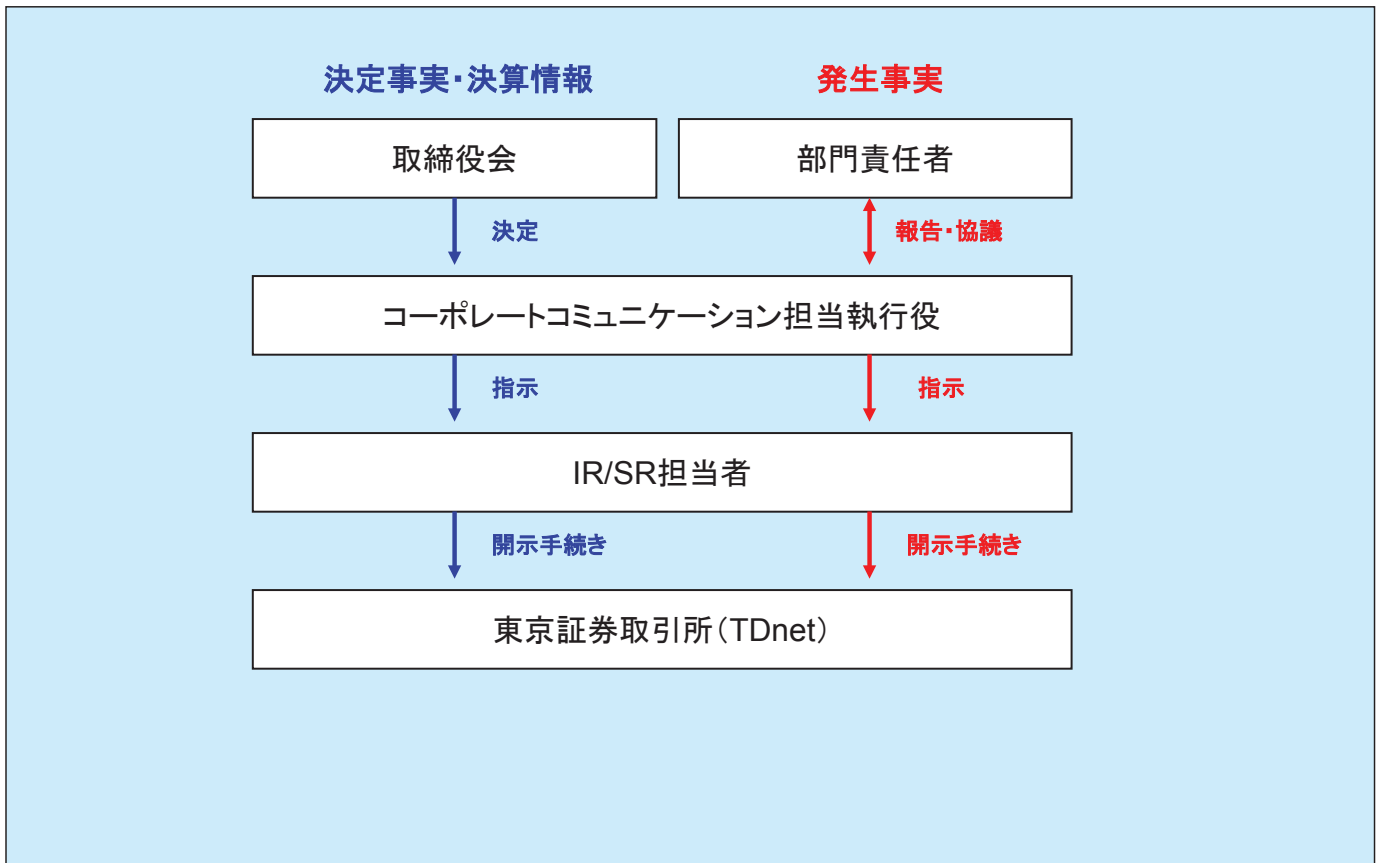 決定事実・決算情報
発生事実
取締役会
部門責任者
決定
報告・協議
コーポレートコミュニケーション担当執行役
指示
指示
IR/SR担当者
開示手続き
開示手続き
東京証券取引所(TDnet)